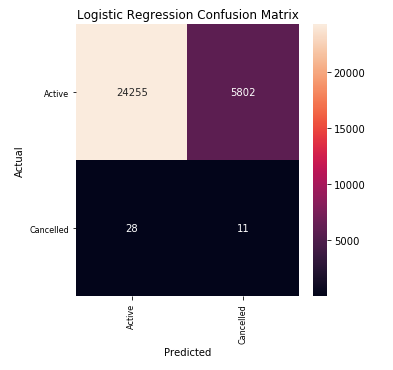 Logistic Regression Confusion Matrix
Actual
Active
24255
5802
Cancelled
28
11
Active
Cancelled
Predicted
20000
15000
10000
5000